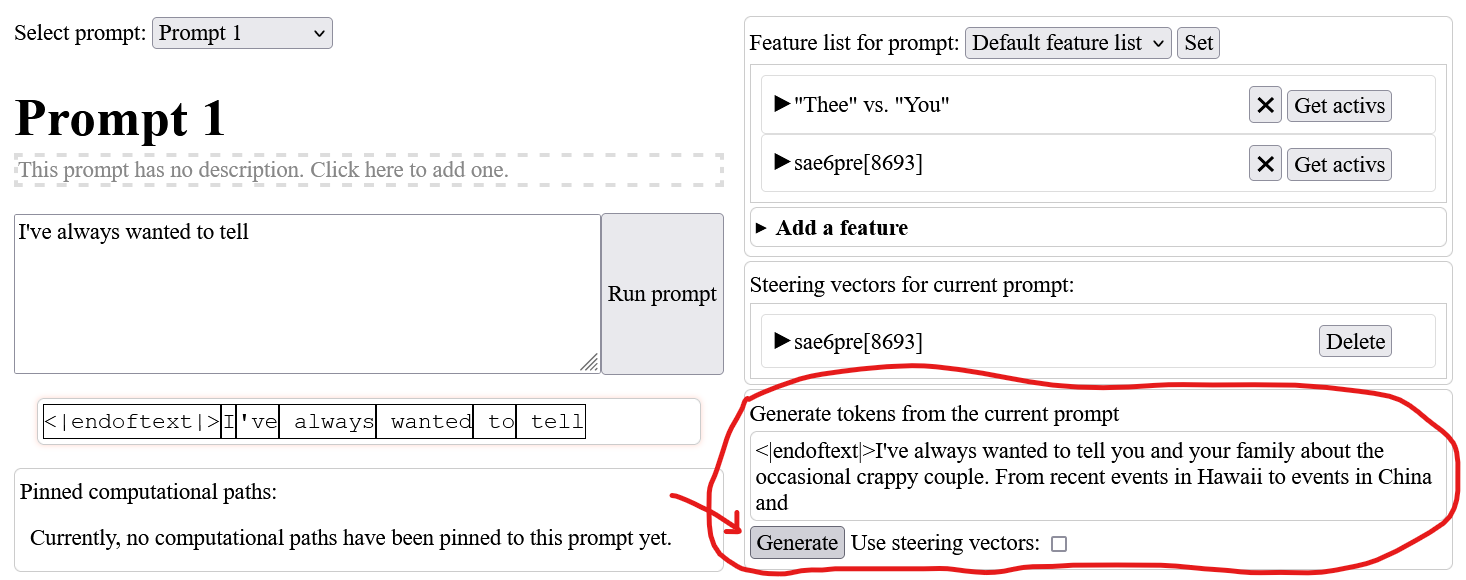 Select prompt: Prompt 1
Prompt 1
This prompt has no description. Click here to add one.
I've always wanted to tell
Run prompt
<|endoftext|>I've always wanted to tell
Pinned computational paths:
Currently, no computational paths have been pinned to this prompt yet.
Feature list for prompt: Default feature list Set
"Thee" vs. "You" ✕ Get activs
sae6pre[8693] ✕ Get activs
Add a feature
Steering vectors for current prompt:
sae6pre[8693] Delete
Generate tokens from the current prompt
<|endoftext|>I've always wanted to tell you and your family about the
occasional crappy couple. From recent events in Hawaii to events in China
and
Generate Use steering vectors: